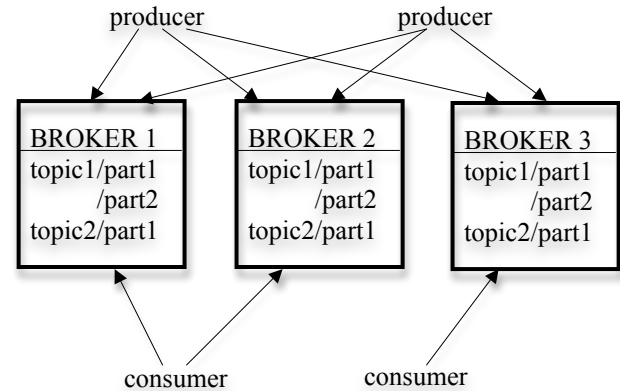 producer
producer
BROKER 1
topic1/part1
/part2
topic2/part1
BROKER 2
topic1/part1
/part2
topic2/part1
BROKER 3
topic1/part1
/part2
topic2/part1
consumer
consumer